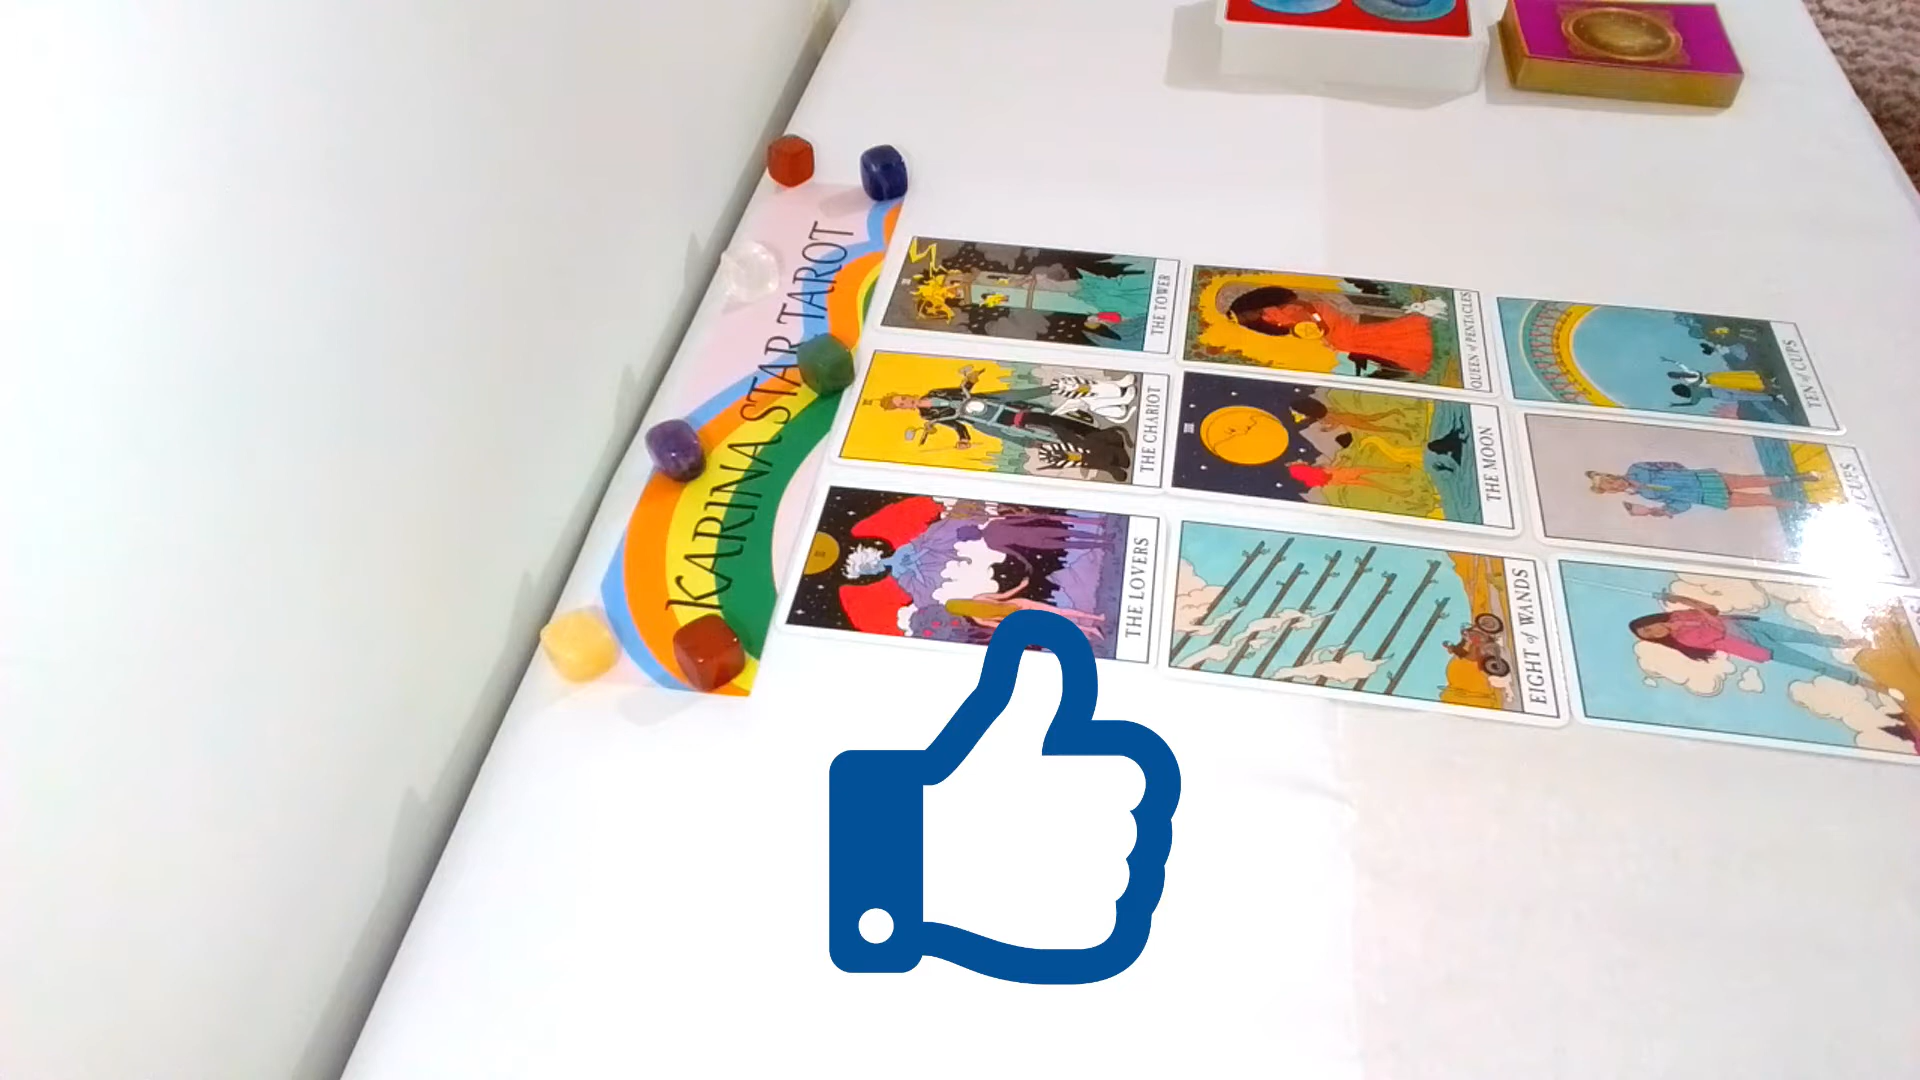 KARINA STAR TAROT
THE TOWER
QUEEN of PENTACLES
TEN of CUPS
THE CHARIOT
THE MOON
CUPS
THE LOVERS
EIGHT of WANDS